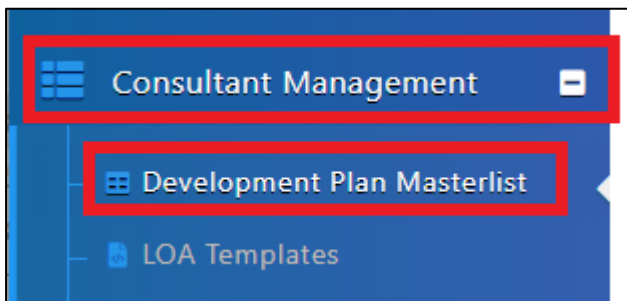 Consultant Management
Development Plan Masterlist
LOA Templates